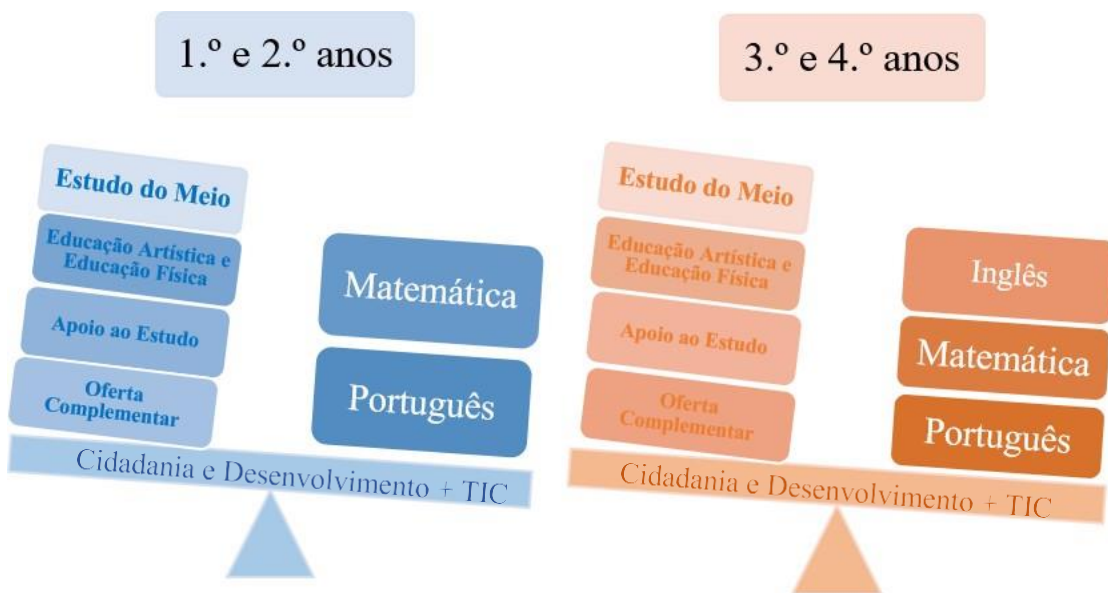 1.º e 2.º anos
Estudo do Meio
Educação Artística e
Educação Física
Apoio ao Estudo
Oferta
Complementar
Matemática
Português
Cidadania e Desenvolvimento + TIC
3.º e 4.º anos
Estudo do Meio
Educação Artística e
Educação Física
Apoio ao Estudo
Oferta
Complementar
Inglês
Matemática
Português
Cidadania e Desenvolvimento + TIC